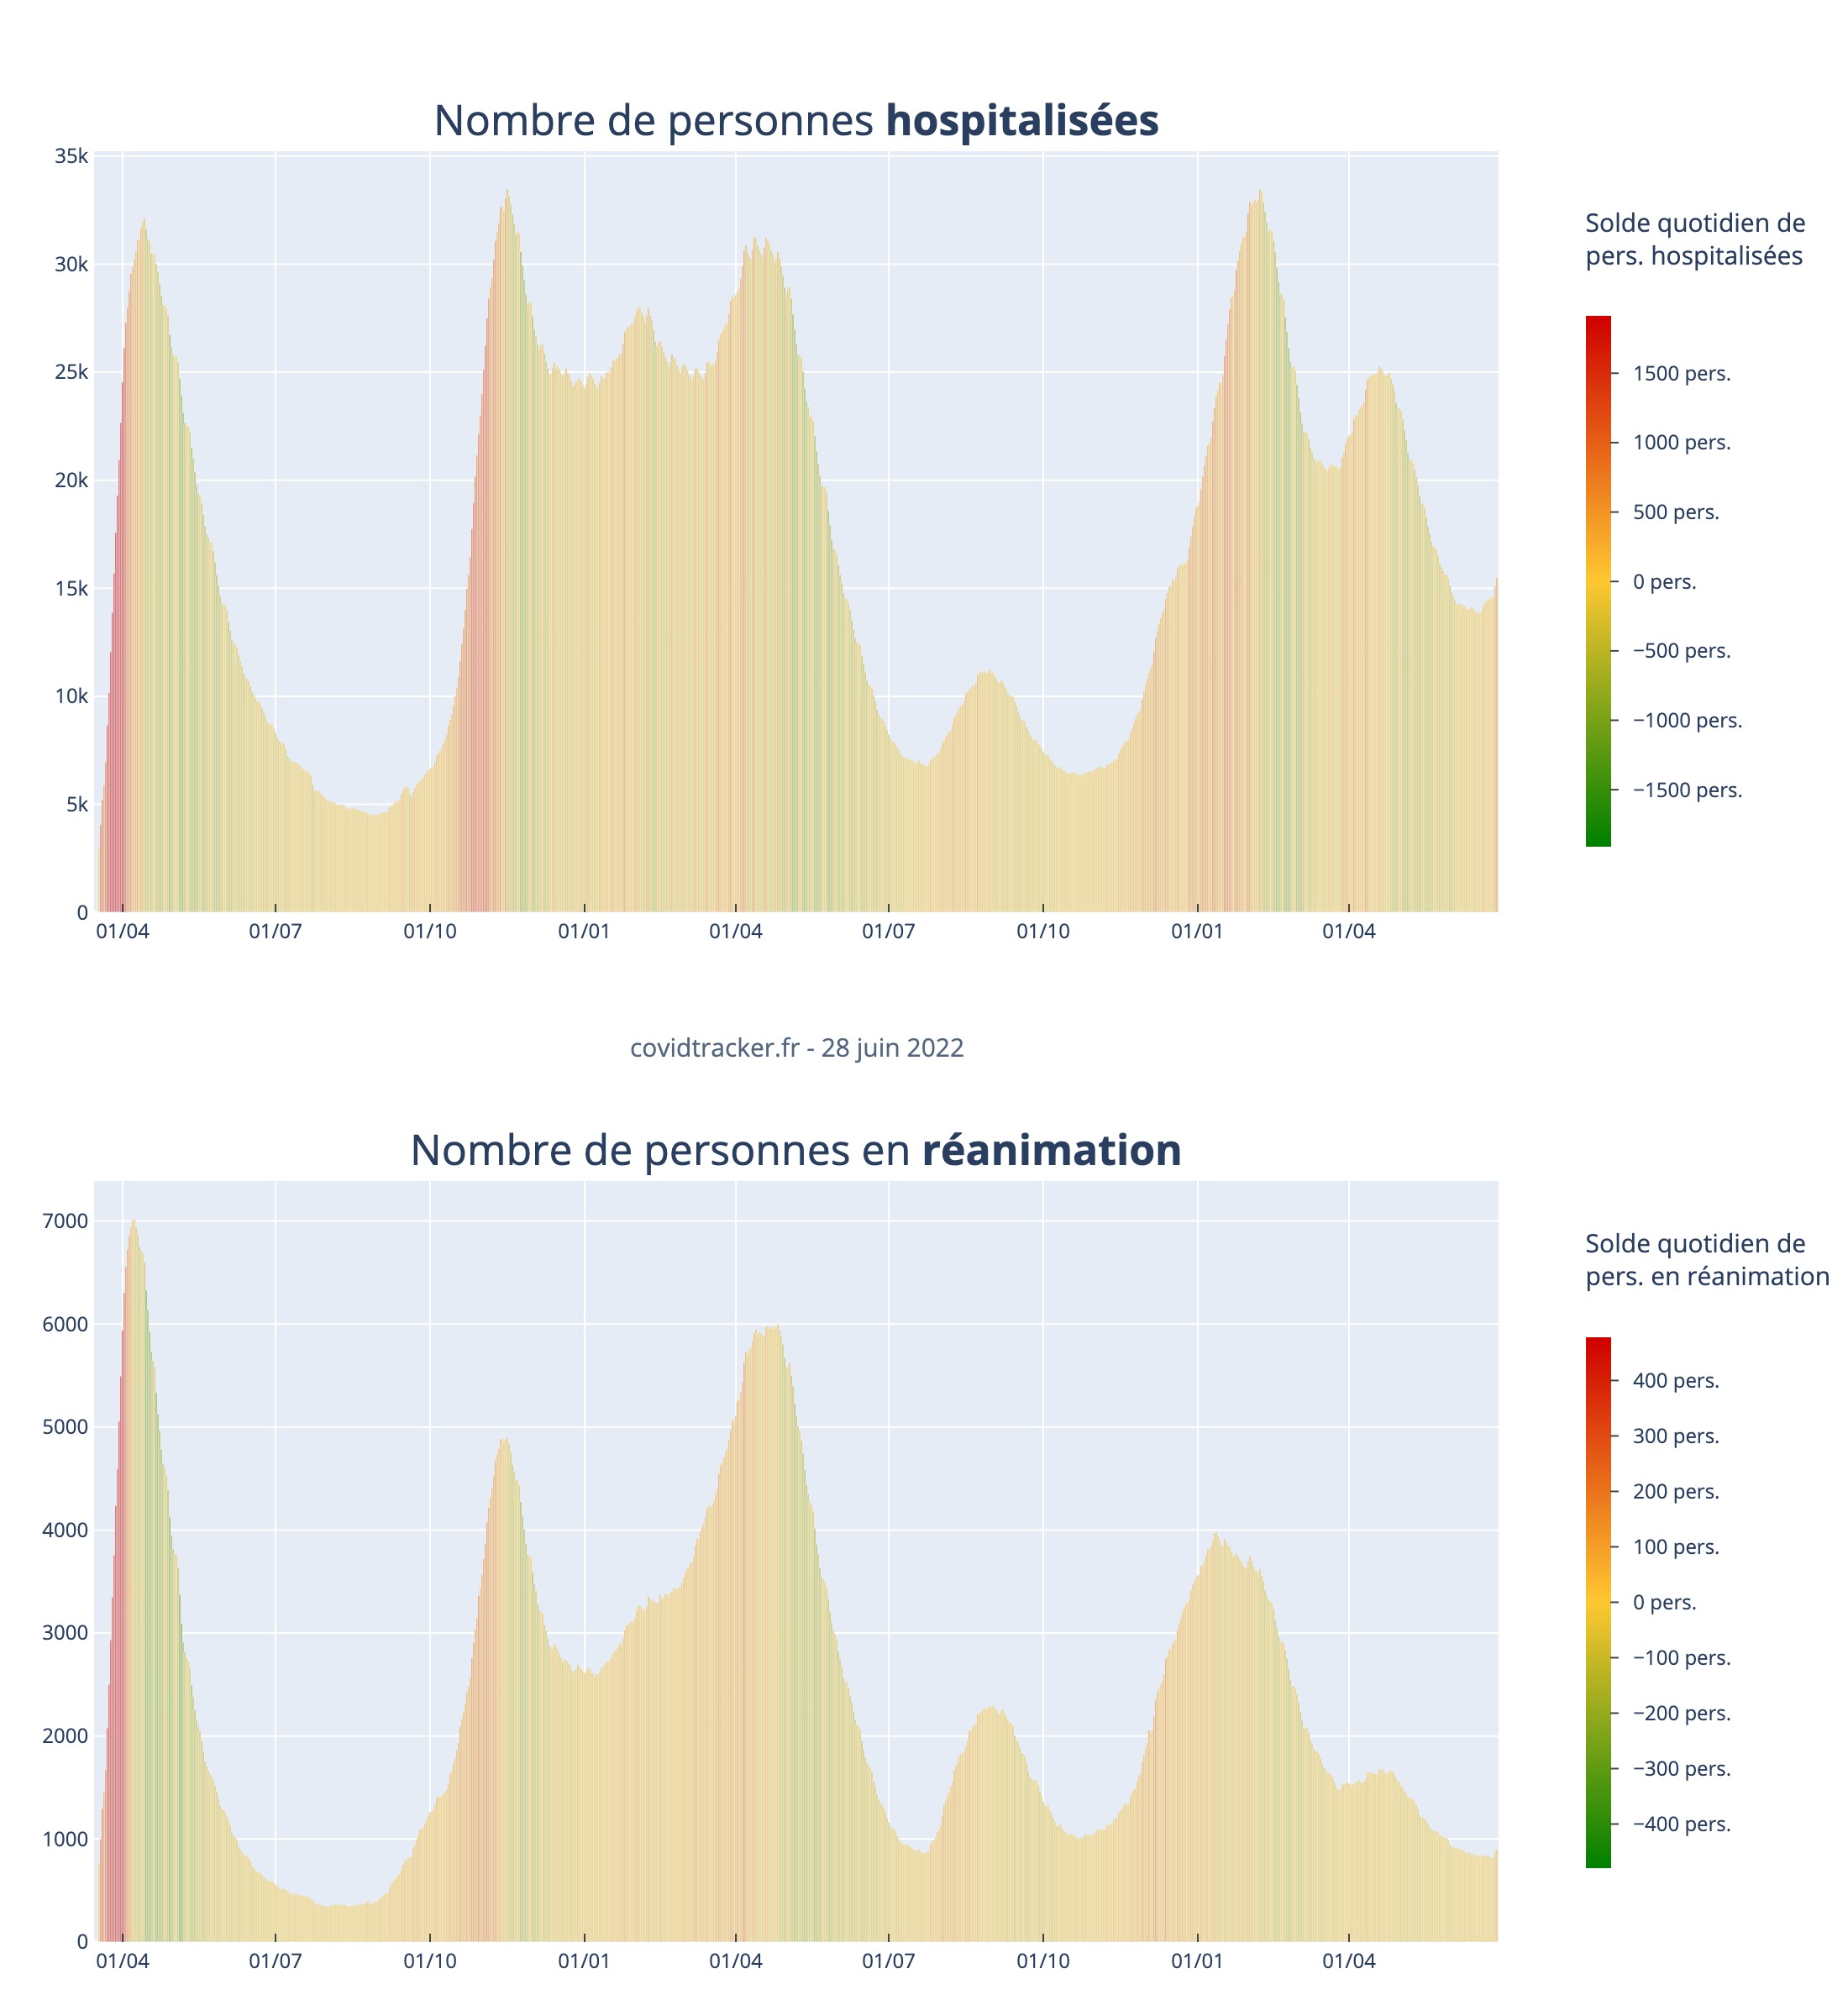 Nombre de personnes hospitalisées
35k
30k
25k
20k
15k
10k
5k
0
01/04 01/07 01/10 01/01 01/04 01/07 01/10 01/01 01/04
Solde quotidien de
pers. hospitalisées
1500 pers.
1000 pers.
500 pers.
0 pers.
−500 pers.
−1000 pers.
−1500 pers.
covidtracker.fr - 28 juin 2022
Nombre de personnes en réanimation
7000
6000
5000
4000
3000
2000
1000
0
01/04 01/07 01/10 01/01 01/04 01/07 01/10 01/01 01/04
Solde quotidien de
pers. en réanimation
400 pers.
300 pers.
200 pers.
100 pers.
0 pers.
−100 pers.
−200 pers.
−300 pers.
−400 pers.